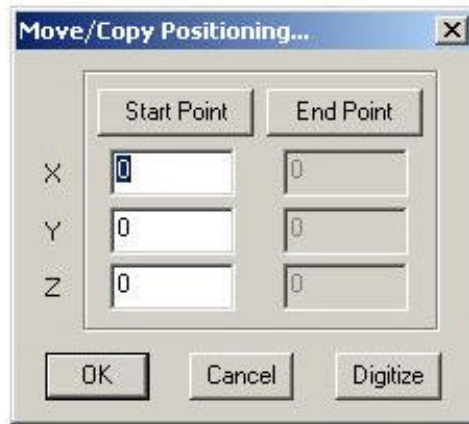 Move/Copy Positioning...
Start Point End Point
X 0 0
Y 0 0
Z 0 0
OK Cancel Digitize